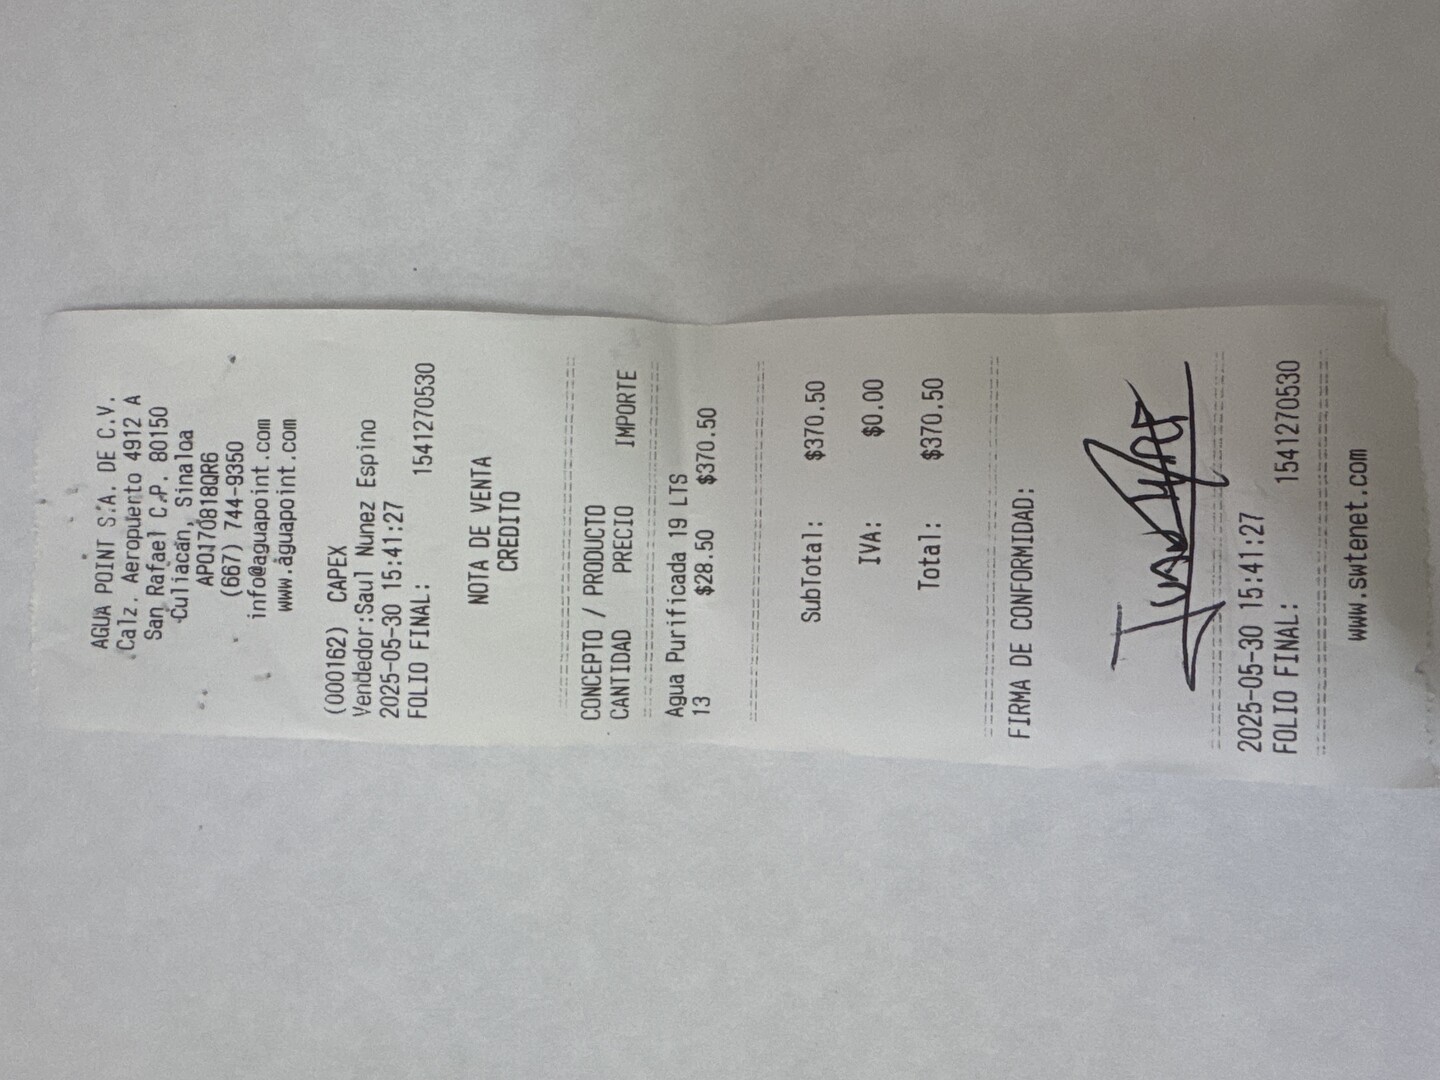 AGUA POINT S.A. DE C.V.
Calz. Aeropuerto 4912 A
San Rafael C.P. 80150
Culiacán, Sinaloa
APO170818QR6
(667) 744-9350
info@aguapoint.com
www.aguapoint.com
(000162) CAPEX
Vendedor:Saul Nunez Espino
2025-05-30 15:41:27
FOLIO FINAL: 1541270530
NOTA DE VENTA
CREDITO
CONCEPTO / PRODUCTO
CANTIDAD PRECIO IMPORTE
Agua Purificada 19 LTS
13 $28.50 $370.50
SubTotal: $370.50
IVA: $0.00
Total: $370.50
FIRMA DE CONFORMIDAD:
2025-05-30 15:41:27
FOLIO FINAL: 1541270530
www.swtenet.com